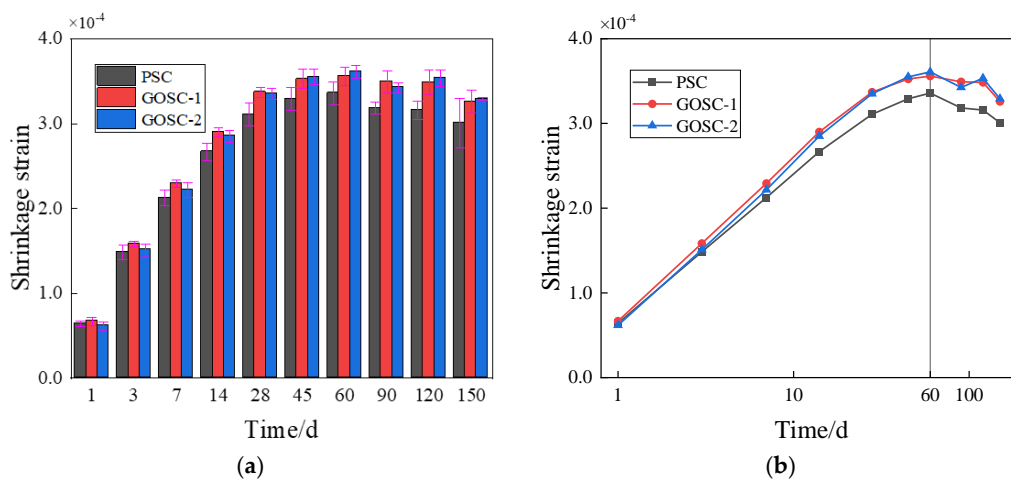 ×10-4
4.0
3.0
2.0
1.0
0.0
Shrinkage strain
PSC
GOSC-1
GOSC-2
1 3 7 14 28 45 60 90 120 150
Time/d
(a)
×10-4
4.0
3.0
2.0
1.0
0.0
Shrinkage strain
PSC
GOSC-1
GOSC-2
1 10 60 100
Time/d
(b)